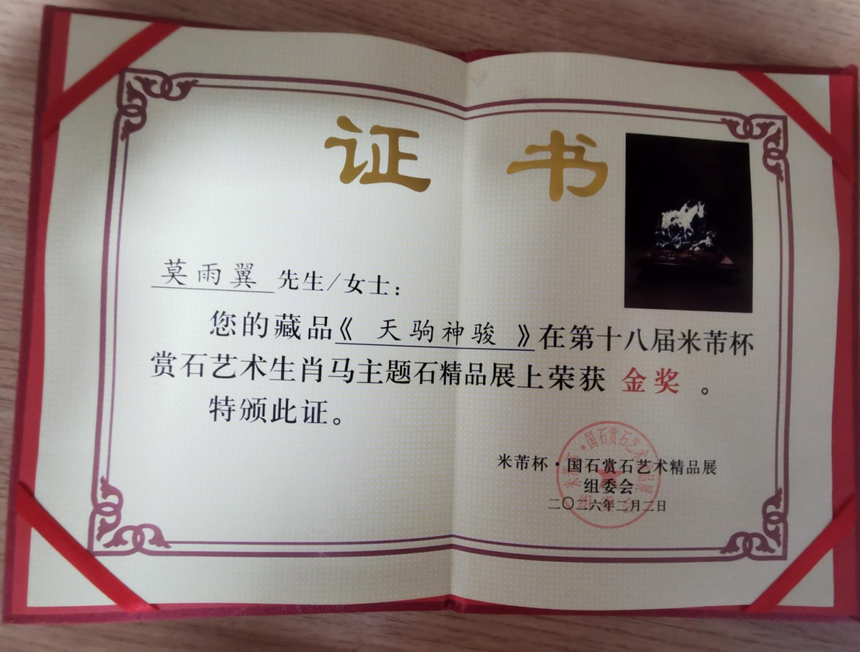 证书
莫雨翼 先生/女士：
您的藏品《 天驹神骏 》在第十八届米芾杯
赏石艺术生肖马主题石精品展上荣获 金奖 。
特颁此证。
米芾杯·国石赏石艺术精品展
组委会
二〇二六年二月二日